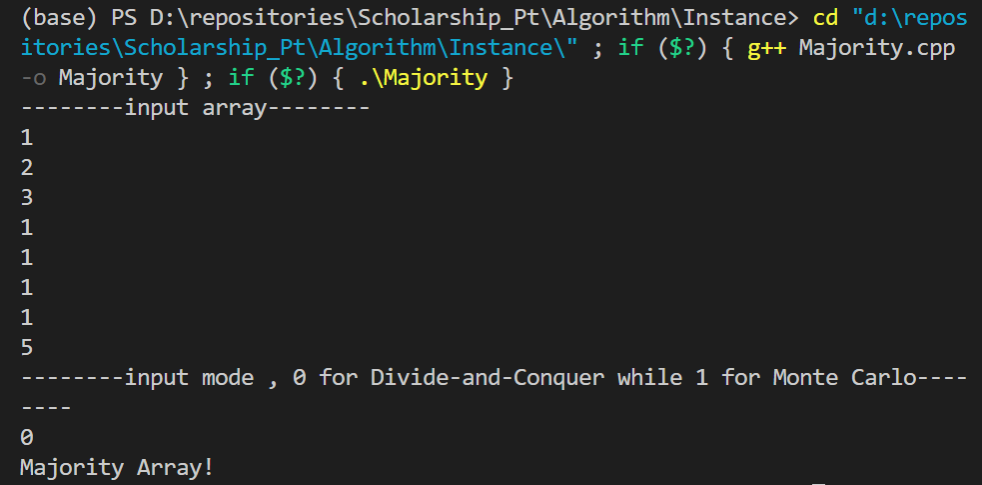 (base) PS D:\repositories\Scholarship_Pt\Algorithm\Instance> cd "d:\repos
itories\Scholarship_Pt\Algorithm\Instance\" ; if ($?) { g++ Majority.cpp
-o Majority } ; if ($?) { .\Majority }
--------input array--------
1
2
3
1
1
1
1
5
--------input mode , 0 for Divide-and-Conquer while 1 for Monte Carlo----
----
0
Majority Array!